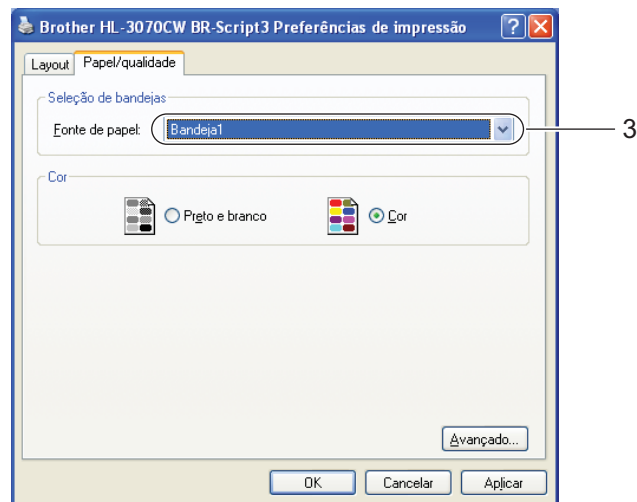 Brother HL-3070CW BR-Script3 Preferências de impressão
Layout Papel/qualidade
Seleção de bandejas
Fonte de papel: Bandeja1 3
Cor
Preto e branco Cor
Avançado...
OK Cancelar Aplicar